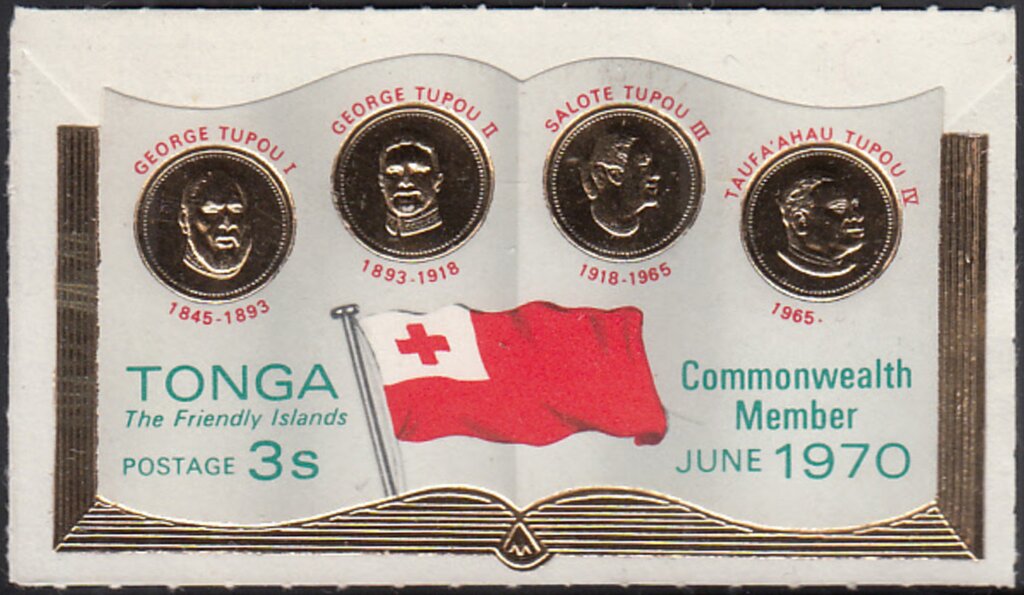 GEORGE TUPOU I
1845-1893
GEORGE TUPOU II
1893-1918
SALOTE TUPOU III
1918-1965
TAUFA'AHAU TUPOU IV
1965-
TONGA
The Friendly Islands
POSTAGE 3s
Commonwealth
Member
JUNE 1970